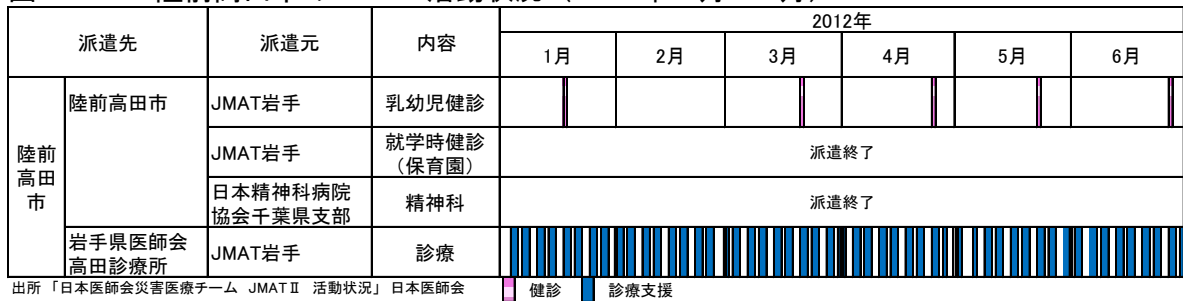 派遣先 派遣元 内容 2012年
1月 2月 3月 4月 5月 6月
陸前高田市
陸前高田市 JMAT岩手 乳幼児健診
JMAT岩手 就学時健診
(保育園) 派遣終了
日本精神科病院
協会千葉県支部 精神科 派遣終了
岩手県医師会
高田診療所 JMAT岩手 診療
出所 「日本医師会災害医療チーム JMATⅡ 活動状況」 日本医師会
健診 診療支援